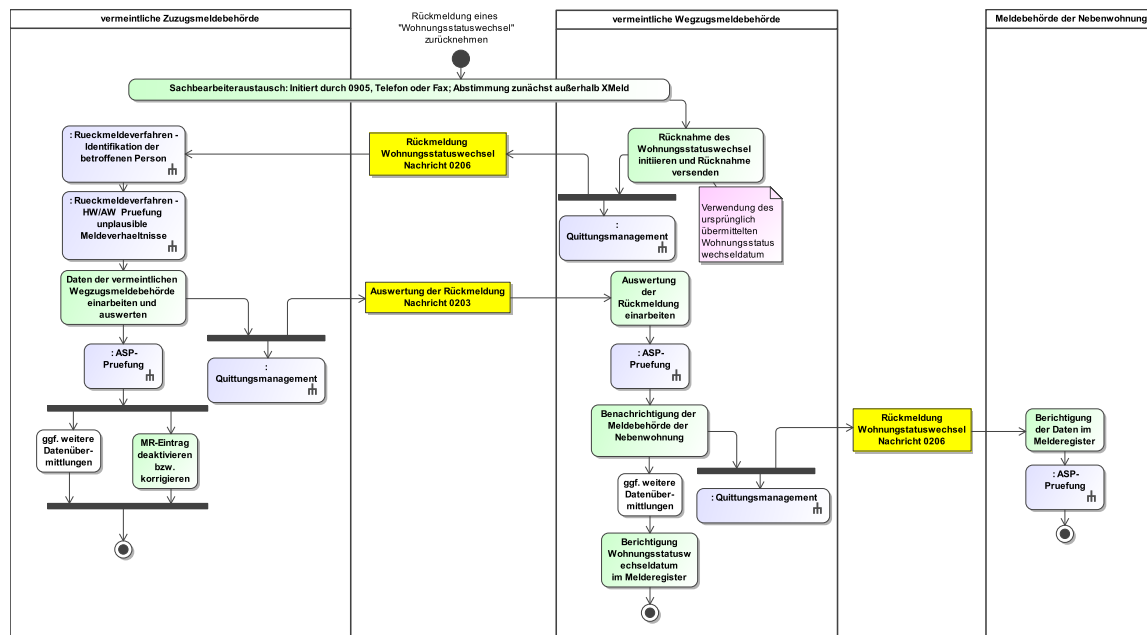 vermeintliche Zuzugsmeldebehörde
Rückmeldung eines
"Wohnungsstatuswechsel"
zurücknehmen
vermeintliche Wegzugsmeldebehörde
Meldebehörde der Nebenwohnung
Sachbearbeiteraustausch: Initiert durch 0905, Telefon oder Fax; Abstimmung zunächst außerhalb XMeld
: Rueckmeldeverfahren -
Identifikation der
betroffenen Person
Rückmeldung
Wohnungsstatuswechsel
Nachricht 0206
Rücknahme des
Wohnungsstatuswechsel
initiieren und Rücknahme
versenden
: Rueckmeldeverfahren -
HW/AW Pruefung
unplausible
Meldeverhaeltnisse
:
Quittungsmanagement
Verwendung des
ursprünglich
übermittelten
Wohnungsstatus
wechseldatum
Daten der vermeintlichen
Wegzugsmeldebehörde
einarbeiten und
auswerten
Auswertung der Rückmeldung
Nachricht 0203
Auswertung
der
Rückmeldung
einarbeiten
: ASP-
Pruefung
:
Quittungsmanagement
: ASP-
Pruefung
ggf. weitere
Datenüber-
mittlungen
MR-Eintrag
deaktivieren
bzw.
korrigieren
Benachrichtigung der
Meldebehörde der
Nebenwohnung
Rückmeldung
Wohnungstatuswechsel
Nachricht 0206
Berichtigung
der Daten im
Melderegister
ggf. weitere
Datenüber-
mittlungen
: Quittungsmanagement
: ASP-
Pruefung
Berichtigung
Wohnungsstatusw
echseldatum
im Melderegister